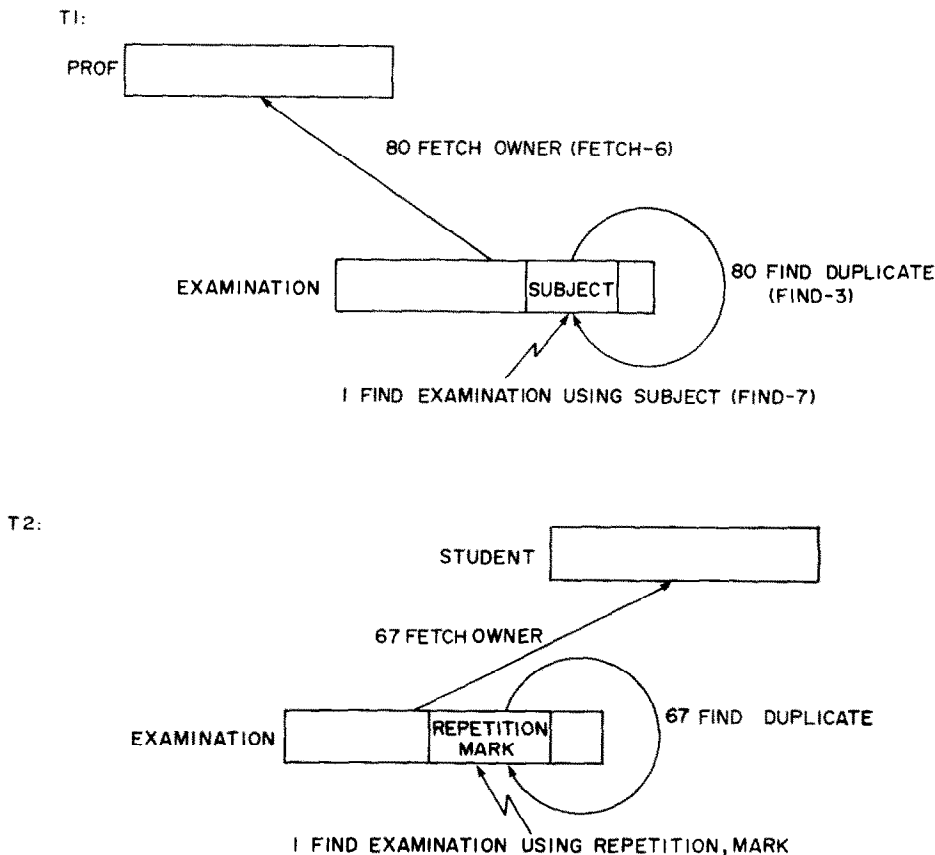 T1:
PROF
80 FETCH OWNER (FETCH-6)
EXAMINATION
SUBJECT
80 FIND DUPLICATE
(FIND-3)
1 FIND EXAMINATION USING SUBJECT (FIND-7)
T2:
STUDENT
67 FETCH OWNER
EXAMINATION
REPETITION
MARK
67 FIND DUPLICATE
1 FIND EXAMINATION USING REPETITION, MARK